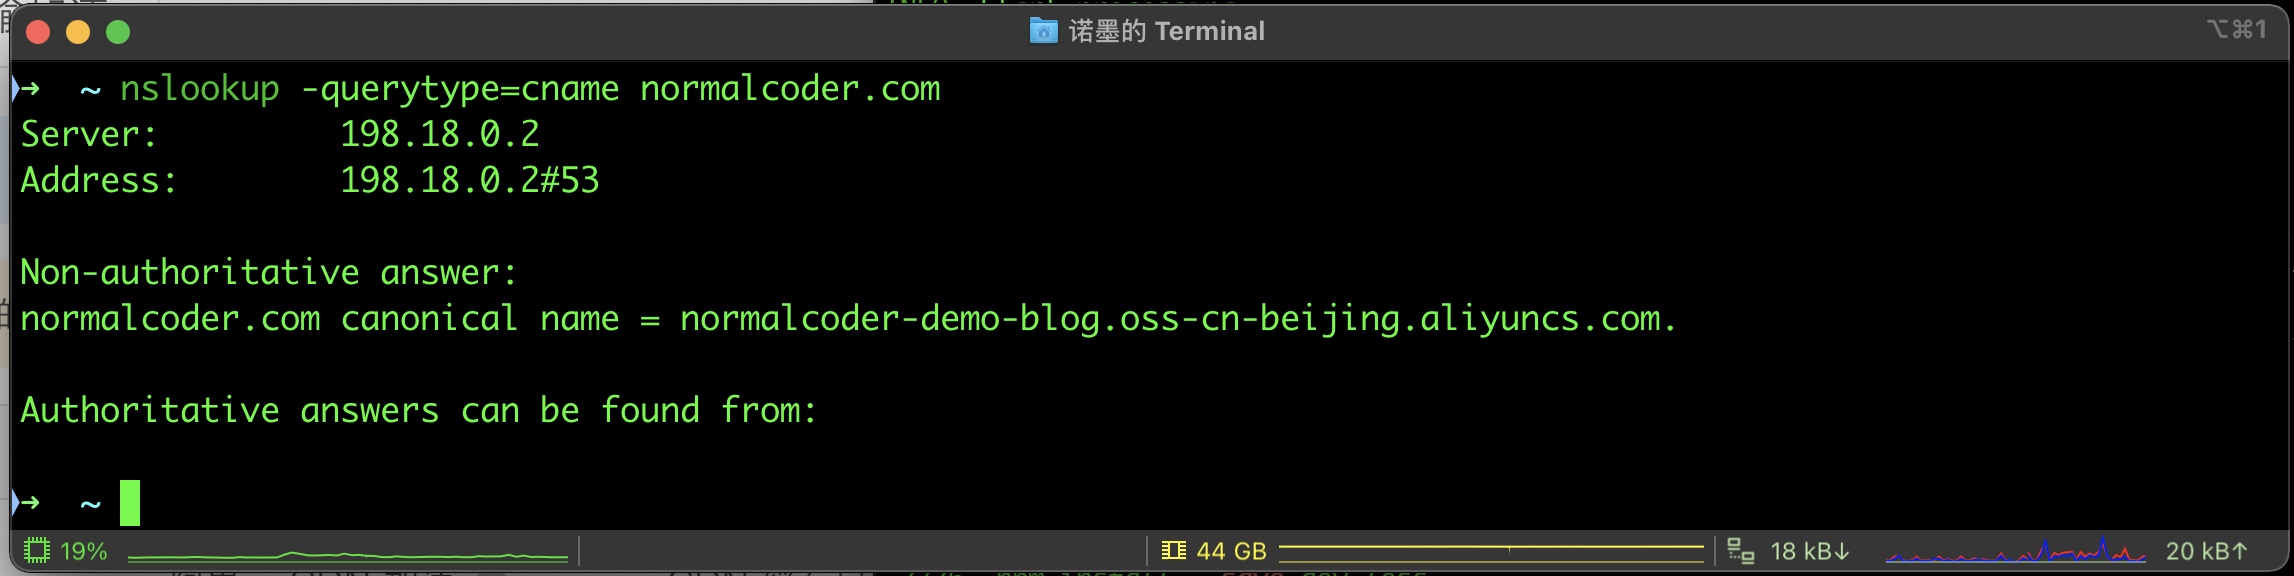 诺墨的 Terminal
⌥⌘1
➜ ~ nslookup -querytype=cname normalcoder.com
Server: 198.18.0.2
Address: 198.18.0.2#53
Non-authoritative answer:
normalcoder.com canonical name = normalcoder-demo-blog.oss-cn-beijing.aliyuncs.com.
Authoritative answers can be found from:
➜ ~
19% 44 GB 18 kB↓ 20 kB↑